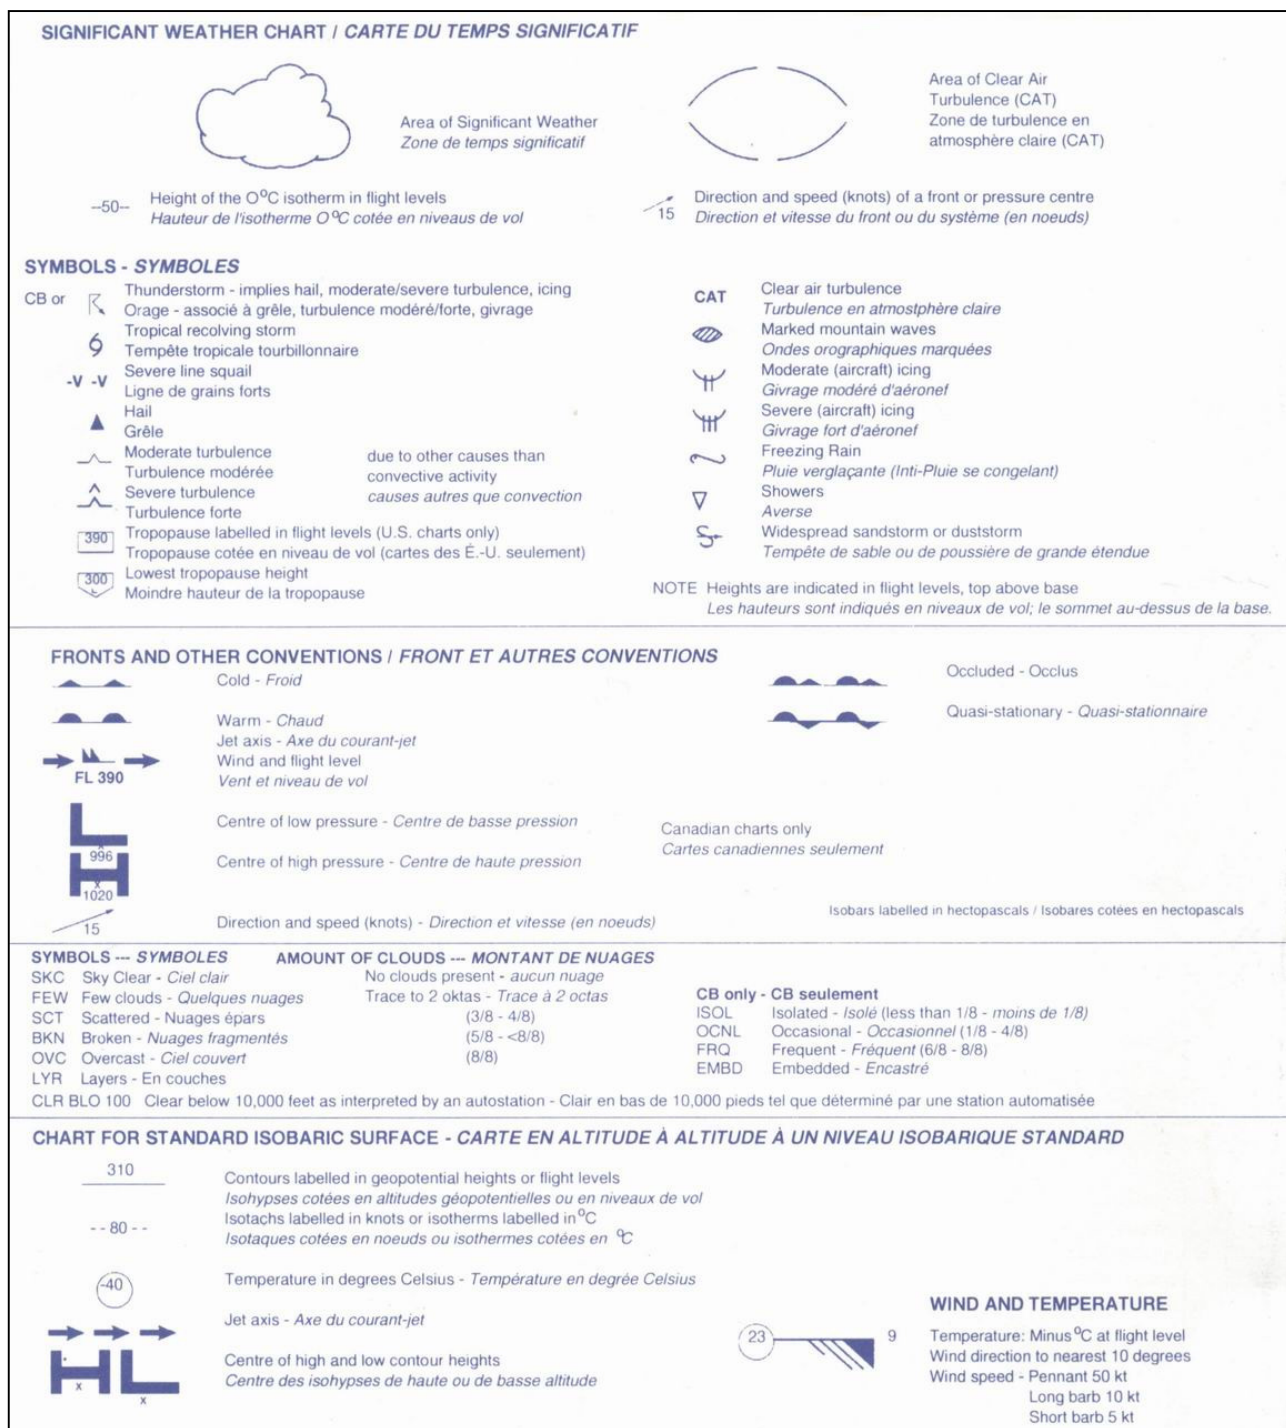 SIGNIFICANT WEATHER CHART / CARTE DU TEMPS SIGNIFICATIF
Area of Significant Weather
Zone de temps significatif
Area of Clear Air
Turbulence (CAT)
Zone de turbulence en
atmosphère claire (CAT)
--50--
Height of the O°C isotherm in flight levels
Hauteur de l'isotherme O °C cotée en niveaus de vol
15
Direction and speed (knots) of a front or pressure centre
Direction et vitesse du front ou du système (en noeuds)
SYMBOLS - SYMBOLES
CB or
Thunderstorm - implies hail, moderate/severe turbulence, icing
Orage - associé à grêle, turbulence modéré/forte, givrage
Tropical recolving storm
Tempête tropicale tourbillonnaire
-V -V
Severe line squail
Ligne de grains forts
Hail
Grêle
Moderate turbulence
Turbulence modérée
Severe turbulence
Turbulence forte
due to other causes than
convective activity
causes autres que convection
390
Tropopause labelled in flight levels (U.S. charts only)
Tropopause cotée en niveau de vol (cartes des É.-U. seulement)
300
Lowest tropopause height
Moindre hauteur de la tropopause
CAT
Clear air turbulence
Turbulence en atmostphère claire
Marked mountain waves
Ondes orographiques marquées
Moderate (aircraft) icing
Givrage modéré d'aéronef
Severe (aircraft) icing
Givrage fort d'aéronef
Freezing Rain
Pluie verglaçante (Inti-Pluie se congelant)
Showers
Averse
Widespread sandstorm or duststorm
Tempête de sable ou de poussière de grande étendue
NOTE Heights are indicated in flight levels, top above base
Les hauteurs sont indiqués en niveaux de vol; le sommet au-dessus de la base.
FRONTS AND OTHER CONVENTIONS / FRONT ET AUTRES CONVENTIONS
Cold - Froid
Warm - Chaud
Jet axis - Axe du courant-jet
Wind and flight level
Vent et niveau de vol
FL 390
Occluded - Occlus
Quasi-stationary - Quasi-stationnaire
L
x
996
Centre of low pressure - Centre de basse pression
H
x
1020
Centre of high pressure - Centre de haute pression
Canadian charts only
Cartes canadiennes seulement
15
Direction and speed (knots) - Direction et vitesse (en noeuds)
Isobars labelled in hectopascals / Isobares cotées en hectopascals
SYMBOLS --- SYMBOLES AMOUNT OF CLOUDS --- MONTANT DE NUAGES
SKC Sky Clear - Ciel clair No clouds present - aucun nuage
FEW Few clouds - Quelques nuages Trace to 2 oktas - Trace à 2 octas
SCT Scattered - Nuages épars (3/8 - 4/8)
BKN Broken - Nuages fragmentés (5/8 - <8/8)
OVC Overcast - Ciel couvert (8/8)
LYR Layers - En couches
CB only - CB seulement
ISOL Isolated - Isolé (less than 1/8 - moins de 1/8)
OCNL Occasional - Occasionnel (1/8 - 4/8)
FRQ Frequent - Fréquent (6/8 - 8/8)
EMBD Embedded - Encastré
CLR BLO 100 Clear below 10,000 feet as interpreted by an autostation - Clair en bas de 10,000 pieds tel que déterminé par une station automatisée
CHART FOR STANDARD ISOBARIC SURFACE - CARTE EN ALTITUDE À ALTITUDE À UN NIVEAU ISOBARIQUE STANDARD
310
Contours labelled in geopotential heights or flight levels
Isohypses cotées en altitudes géopotentielles ou en niveaux de vol
- - 80 - -
Isotachs labelled in knots or isotherms labelled in °C
Isotaques cotées en noeuds ou isothermes cotées en °C
-40
Temperature in degrees Celsius - Température en degrée Celsius
Jet axis - Axe du courant-jet
H L
x x
Centre of high and low contour heights
Centre des isohypses de haute ou de basse altitude
23
9
WIND AND TEMPERATURE
Temperature: Minus °C at flight level
Wind direction to nearest 10 degrees
Wind speed - Pennant 50 kt
Long barb 10 kt
Short barb 5 kt